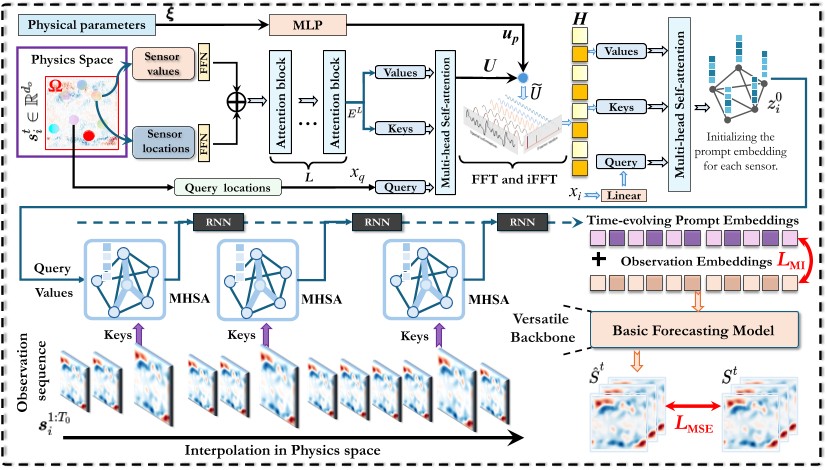 Physical parameters
ξ
MLP
u_p
H
Physics Space
Ω
s_i^t ∈ ℝ^{d_o}
Sensor
values
FFN
Sensor
locations
FFN
Attention block
...
Attention block
L
E^L
Values
Keys
Query
Multi-head Self-attention
U
Ũ
FFT and iFFT
Query locations
x_q
Values
Keys
Query
x_i
Linear
Multi-head Self-attention
z_i^0
Initializing the
prompt embedding
for each sensor.
RNN
RNN
RNN
Query
Values
MHSA
MHSA
MHSA
Keys
Keys
Keys
Observation
sequence
s_i^{1:T_0}
Interpolation in Physics space
Time-evolving Prompt Embeddings
+
Observation Embeddings
L_MI
Versatile
Backbone
Basic Forecasting Model
Ŝ^t
S^t
L_MSE